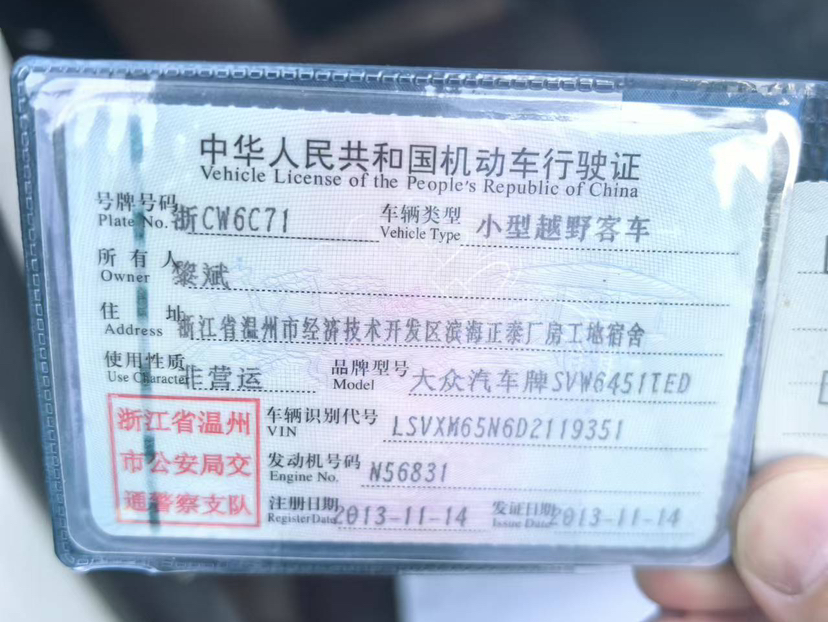 中华人民共和国机动车行驶证
Vehicle License of the People's Republic of China
号牌号码 浙CW6C71 车辆类型 小型越野客车
Plate No. Vehicle Type
所有人 黎斌
Owner
住址 浙江省温州市经济技术开发区滨海正泰厂房工地宿舍
Address
使用性质 非营运 品牌型号 大众汽车牌SVW6451TED
Use Character Model
浙江省温州
市公安局交
通警察支队
车辆识别代号 LSVXM65N6D2119351
VIN
发动机号码 N56831
Engine No.
注册日期 2013-11-14 发证日期 2013-11-14
Register Date Issue Date